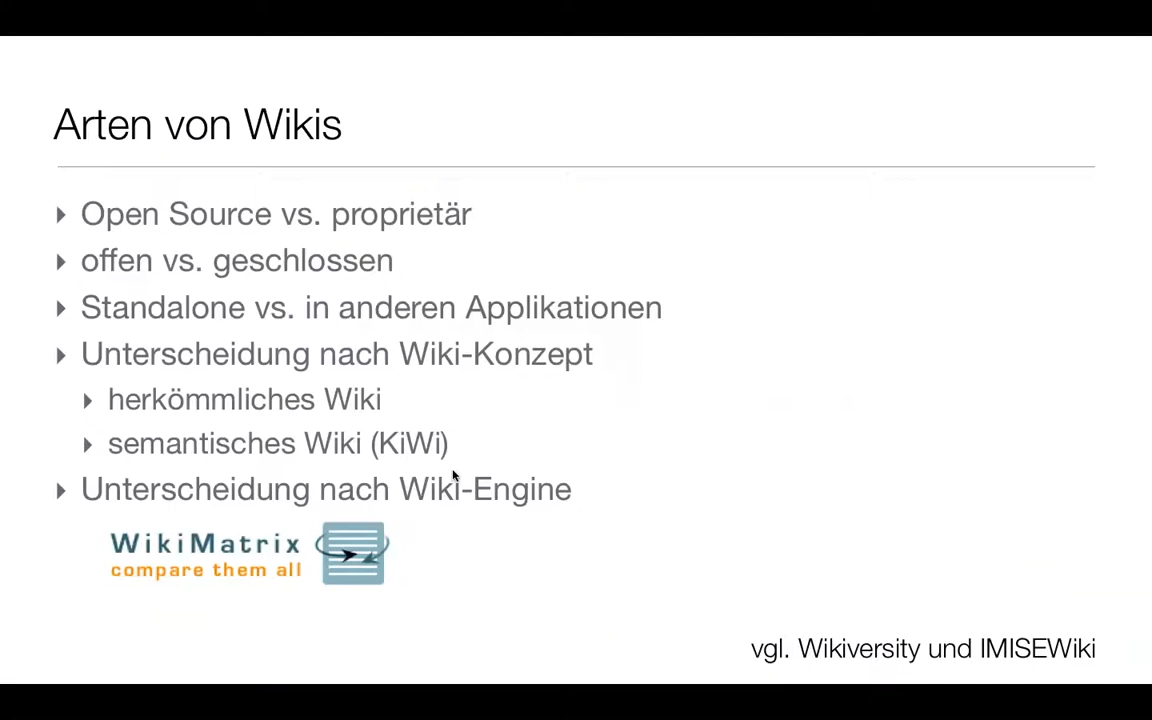 Arten von Wikis
Open Source vs. proprietär
offen vs. geschlossen
Standalone vs. in anderen Applikationen
Unterscheidung nach Wiki-Konzept
herkömmliches Wiki
semantisches Wiki (KiWi)
Unterscheidung nach Wiki-Engine
WikiMatrix
compare them all
vgl. Wikiversity und IMISEWiki